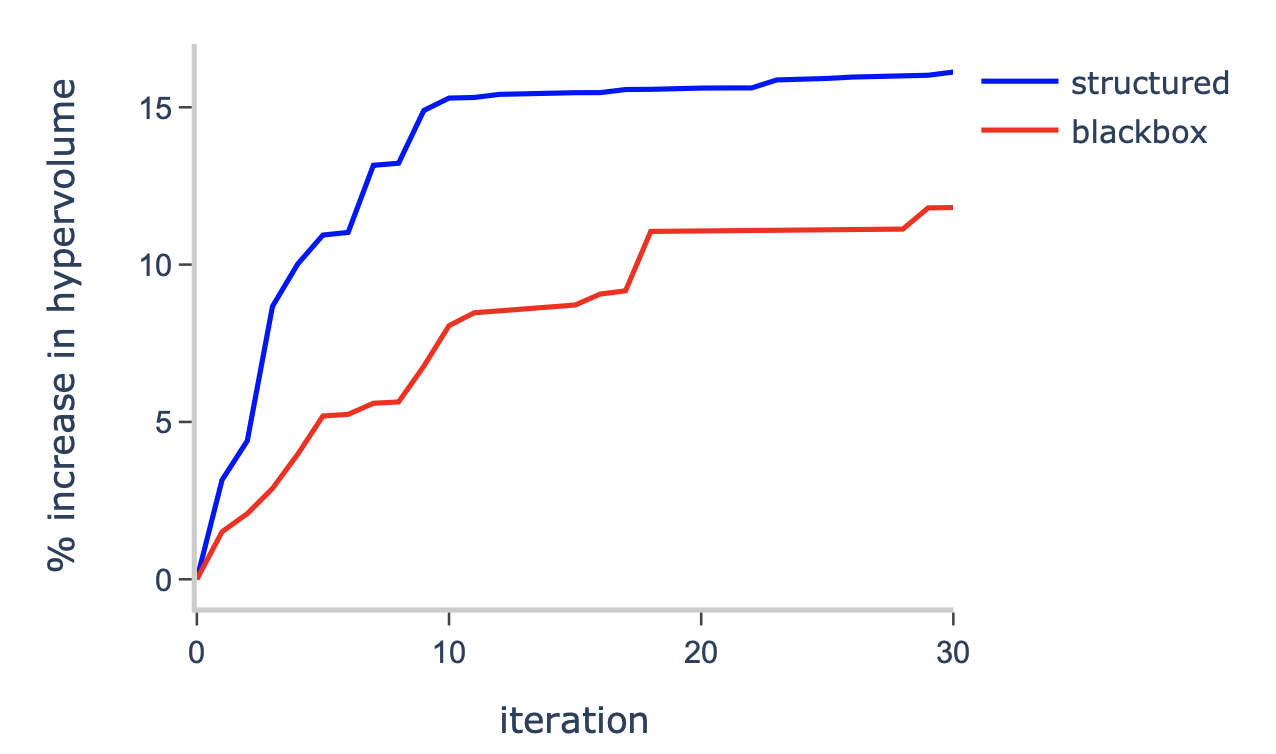 % increase in hypervolume
15
10
5
0
0 10 20 30
iteration
structured
blackbox